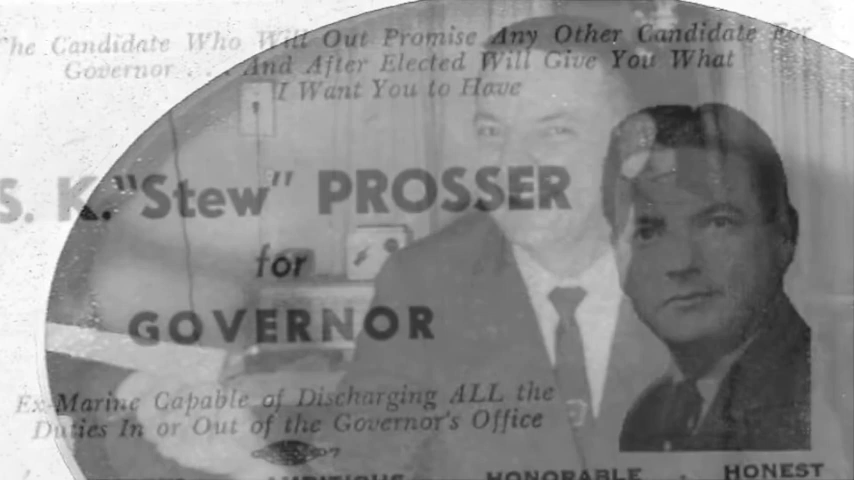 The Candidate Who Will Out Promise Any Other Candidate For
Governor . . . And After Elected Will Give You What
I Want You to Have
S. K. "Stew" PROSSER
for
GOVERNOR
Ex-Marine Capable of Discharging ALL the
Duties In or Out of the Governor's Office
AMBITIOUS HONORABLE . HONEST